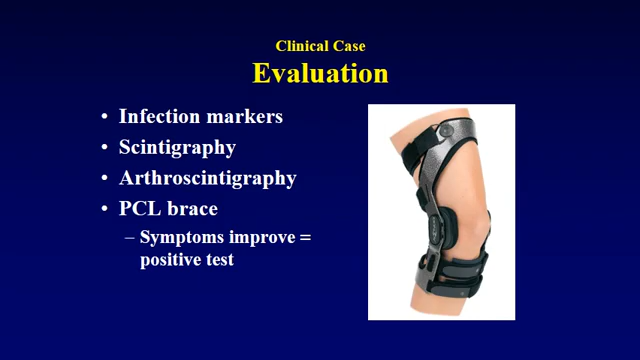 Clinical Case
Evaluation
• Infection markers
• Scintigraphy
• Arthroscintigraphy
• PCL brace
– Symptoms improve =
positive test